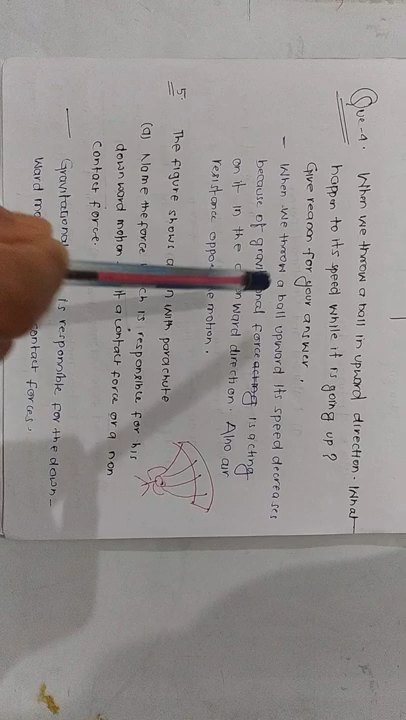 Que-4. When we throw a ball in upward direction. What
happen to its speed while it is going up?
Give reason for your answer.
- When we throw a ball upward its speed decreases
because of gravi nal force acting is acting
on it in the ward direction. Also air
resistance oppo e motion.
5. The figure shows a n with parachute
(a) Name the force ch is responsible for his
down word motion. it a contact force or a non
contact force.
— Gravitational is responsible for the down-
ward mo contact forces.